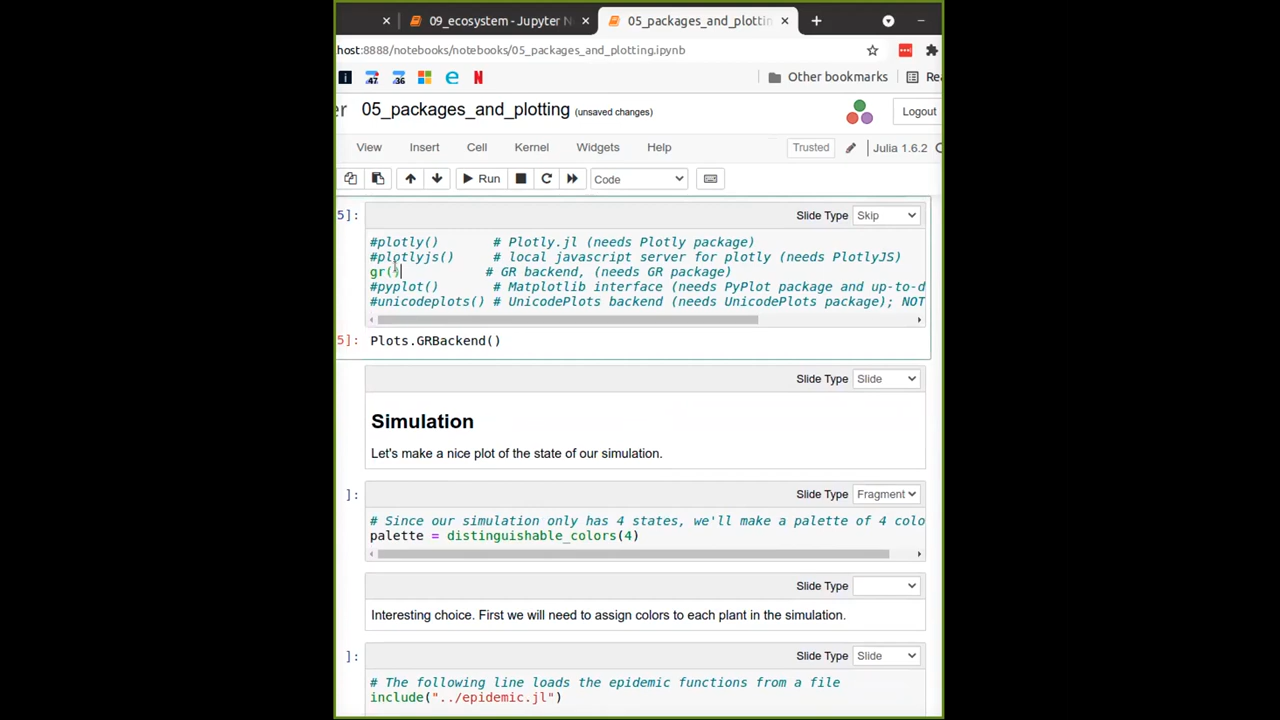 09_ecosystem - Jupyter N
05_packages_and_plottin
host:8888/notebooks/notebooks/05_packages_and_plotting.ipynb
47
36
N
Other bookmarks
Rea
er 05_packages_and_plotting (unsaved changes)
Logout
View Insert Cell Kernel Widgets Help
Trusted
Julia 1.6.2
Run
Code
5]:
Slide Type Skip
#plotly() # Plotly.jl (needs Plotly package)
#plotlyjs() # local javascript server for plotly (needs PlotlyJS)
gr() # GR backend, (needs GR package)
#pyplot() # Matplotlib interface (needs PyPlot package and up-to-d
#unicodeplots() # UnicodePlots backend (needs UnicodePlots package); NOT
5]: Plots.GRBackend()
Slide Type Slide
Simulation
Let's make a nice plot of the state of our simulation.
]:
Slide Type Fragment
# Since our simulation only has 4 states, we'll make a palette of 4 colo
palette = distinguishable_colors(4)
Slide Type
Interesting choice. First we will need to assign colors to each plant in the simulation.
]:
Slide Type Slide
# The following line loads the epidemic functions from a file
include("../epidemic.jl")